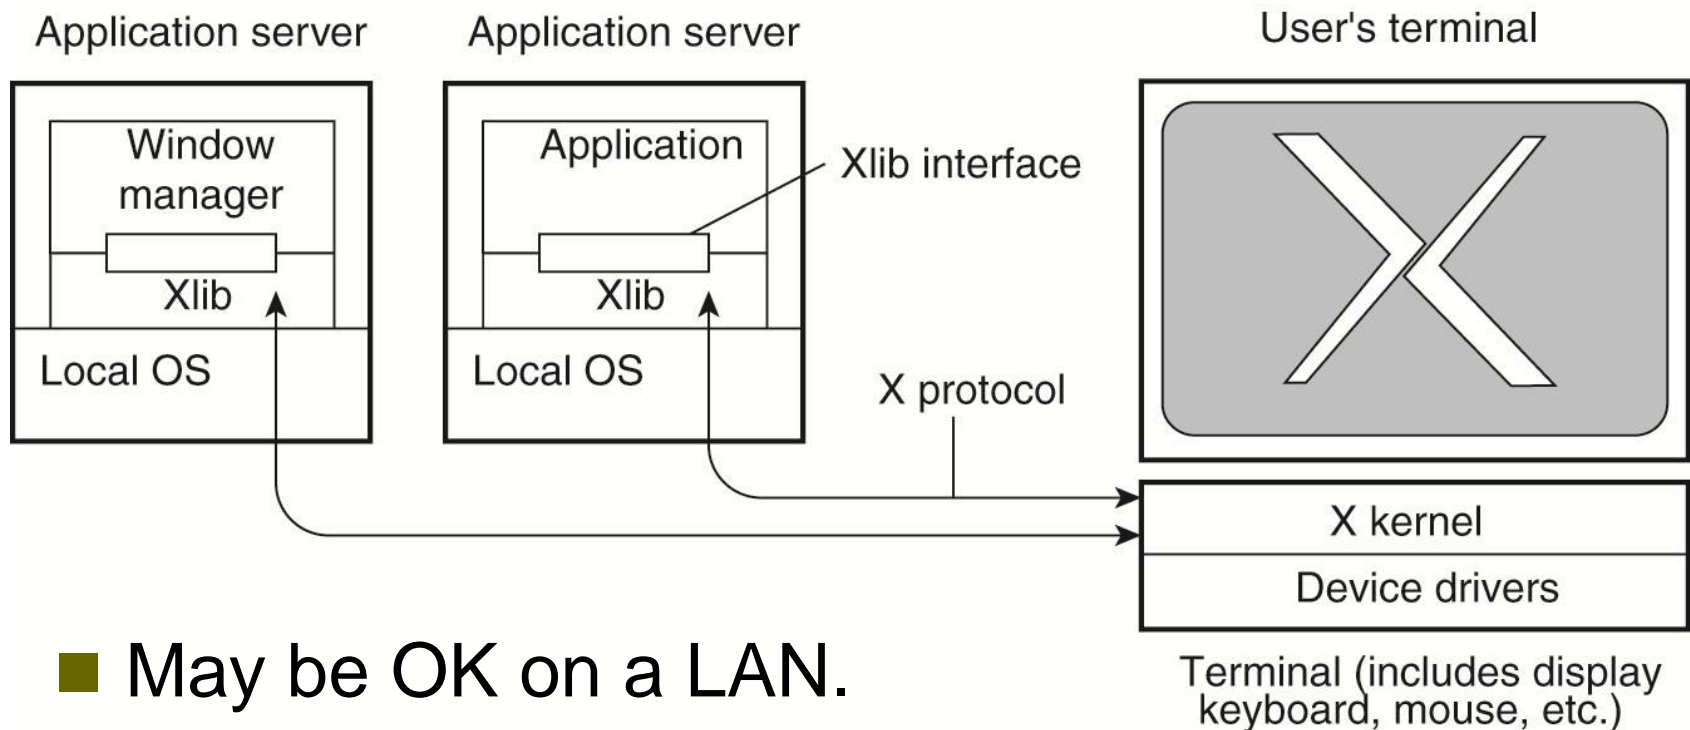 Application server
Application server
User's terminal
Window
manager
Application
Xlib interface
Xlib
Xlib
Local OS
Local OS
X protocol
X kernel
Device drivers
May be OK on a LAN.
Terminal (includes display
keyboard, mouse, etc.)